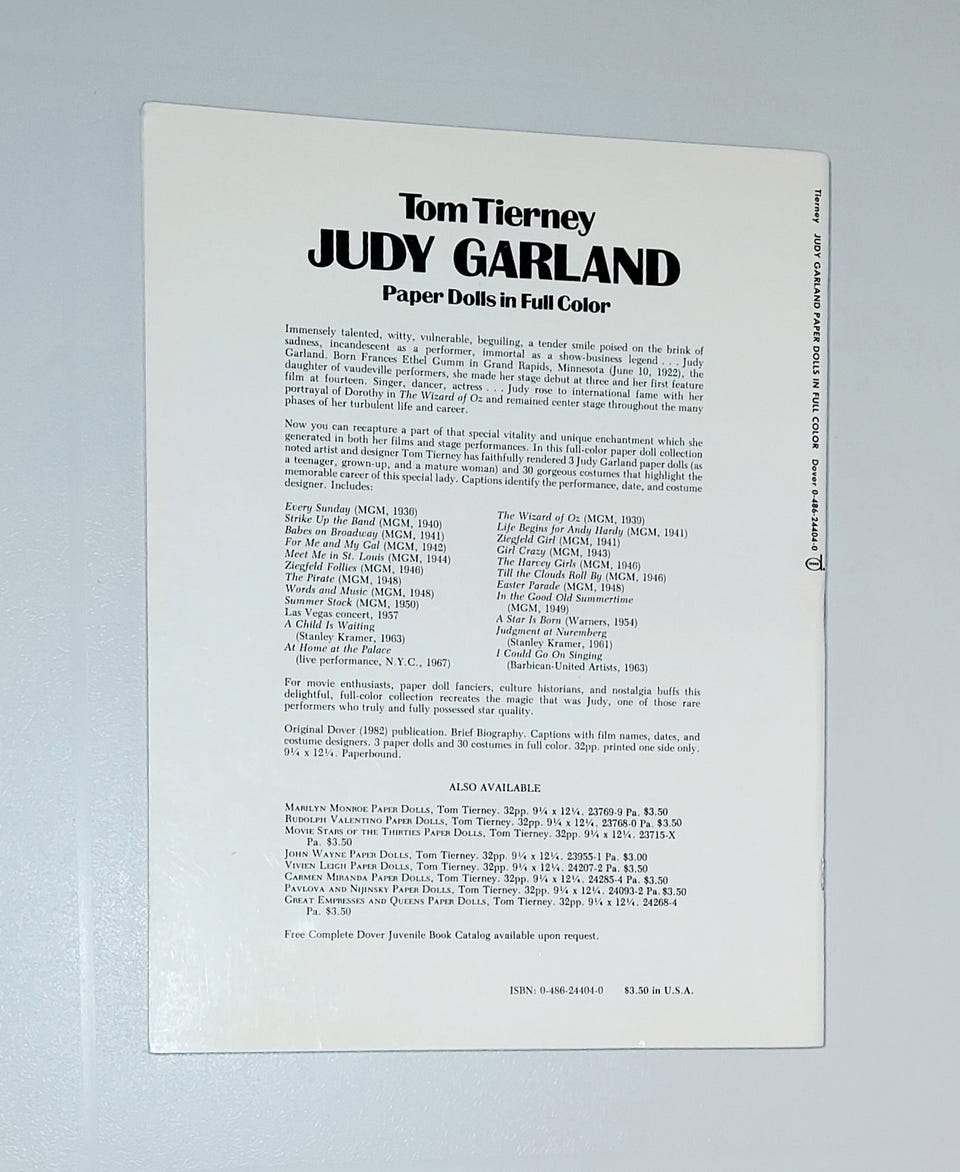 Tom Tierney
JUDY GARLAND
Paper Dolls in Full Color
Immensely talented, witty, vulnerable, beguiling, a tender smile poised on the brink of
sadness, incandescent as a performer, immortal as a show-business legend . . . Judy
Garland. Born Frances Ethel Gumm in Grand Rapids, Minnesota (June 10, 1922), the
daughter of vaudeville performers, she made her stage debut at three and her first feature
film at fourteen. Singer, dancer, actress . . . Judy rose to international fame with her
portrayal of Dorothy in The Wizard of Oz and remained center stage throughout the many
phases of her turbulent life and career.
Now you can recapture a part of that special vitality and unique enchantment which she
generated in both her films and stage performances. In this full-color paper doll collection
noted artist and designer Tom Tierney has faithfully rendered 3 Judy Garland paper dolls (as
a teenager, grown-up, and a mature woman) and 30 gorgeous costumes that highlight the
memorable career of this special lady. Captions identify the performance, date, and costume
designer. Includes:
Every Sunday (MGM, 1936)
Strike Up the Band (MGM, 1940)
Babes on Broadway (MGM, 1941)
For Me and My Gal (MGM, 1942)
Meet Me in St. Louis (MGM, 1944)
Ziegfeld Follies (MGM, 1946)
The Pirate (MGM, 1948)
Words and Music (MGM, 1948)
Summer Stock (MGM, 1950)
Las Vegas concert, 1957
A Child Is Waiting
(Stanley Kramer, 1963)
At Home at the Palace
(live performance, N.Y.C., 1967)
The Wizard of Oz (MGM, 1939)
Life Begins for Andy Hardy (MGM, 1941)
Ziegfeld Girl (MGM, 1941)
Girl Crazy (MGM, 1943)
The Harvey Girls (MGM, 1946)
Till the Clouds Roll By (MGM, 1946)
Easter Parade (MGM, 1948)
In the Good Old Summertime
(MGM, 1949)
A Star Is Born (Warners, 1954)
Judgment at Nuremberg
(Stanley Kramer, 1961)
I Could Go On Singing
(Barbican-United Artists, 1963)
For movie enthusiasts, paper doll fanciers, culture historians, and nostalgia buffs this
delightful, full-color collection recreates the magic that was Judy, one of those rare
performers who truly and fully possessed star quality.
Original Dover (1982) publication. Brief Biography. Captions with film names, dates, and
costume designers. 3 paper dolls and 30 costumes in full color. 32pp. printed one side only.
9¼ x 12¼. Paperbound.
ALSO AVAILABLE
MARILYN MONROE PAPER DOLLS, Tom Tierney. 32pp. 9¼ x 12¼. 23769-9 Pa. $3.50
RUDOLPH VALENTINO PAPER DOLLS, Tom Tierney. 32pp. 9¼ x 12¼. 23768-0 Pa. $3.50
MOVIE STARS OF THE THIRTIES PAPER DOLLS, Tom Tierney. 32pp. 9¼ x 12¼. 23715-X
Pa. $3.50
JOHN WAYNE PAPER DOLLS, Tom Tierney. 32pp. 9¼ x 12¼. 23955-1 Pa. $3.00
VIVIEN LEIGH PAPER DOLLS, Tom Tierney. 32pp. 9¼ x 12¼. 24207-2 Pa. $3.50
CARMEN MIRANDA PAPER DOLLS, Tom Tierney. 32pp. 9¼ x 12¼. 24285-4 Pa. $3.50
PAVLOVA AND NIJINSKY PAPER DOLLS, Tom Tierney. 32pp. 9¼ x 12¼. 24093-2 Pa. $3.50
GREAT EMPRESSES AND QUEENS PAPER DOLLS, Tom Tierney. 32pp. 9¼ x 12¼. 24268-4
Pa. $3.50
Free Complete Dover Juvenile Book Catalog available upon request.
ISBN: 0-486-24404-0 $3.50 in U.S.A.
Tierney JUDY GARLAND PAPER DOLLS IN FULL COLOR Dover 0-486-24404-0